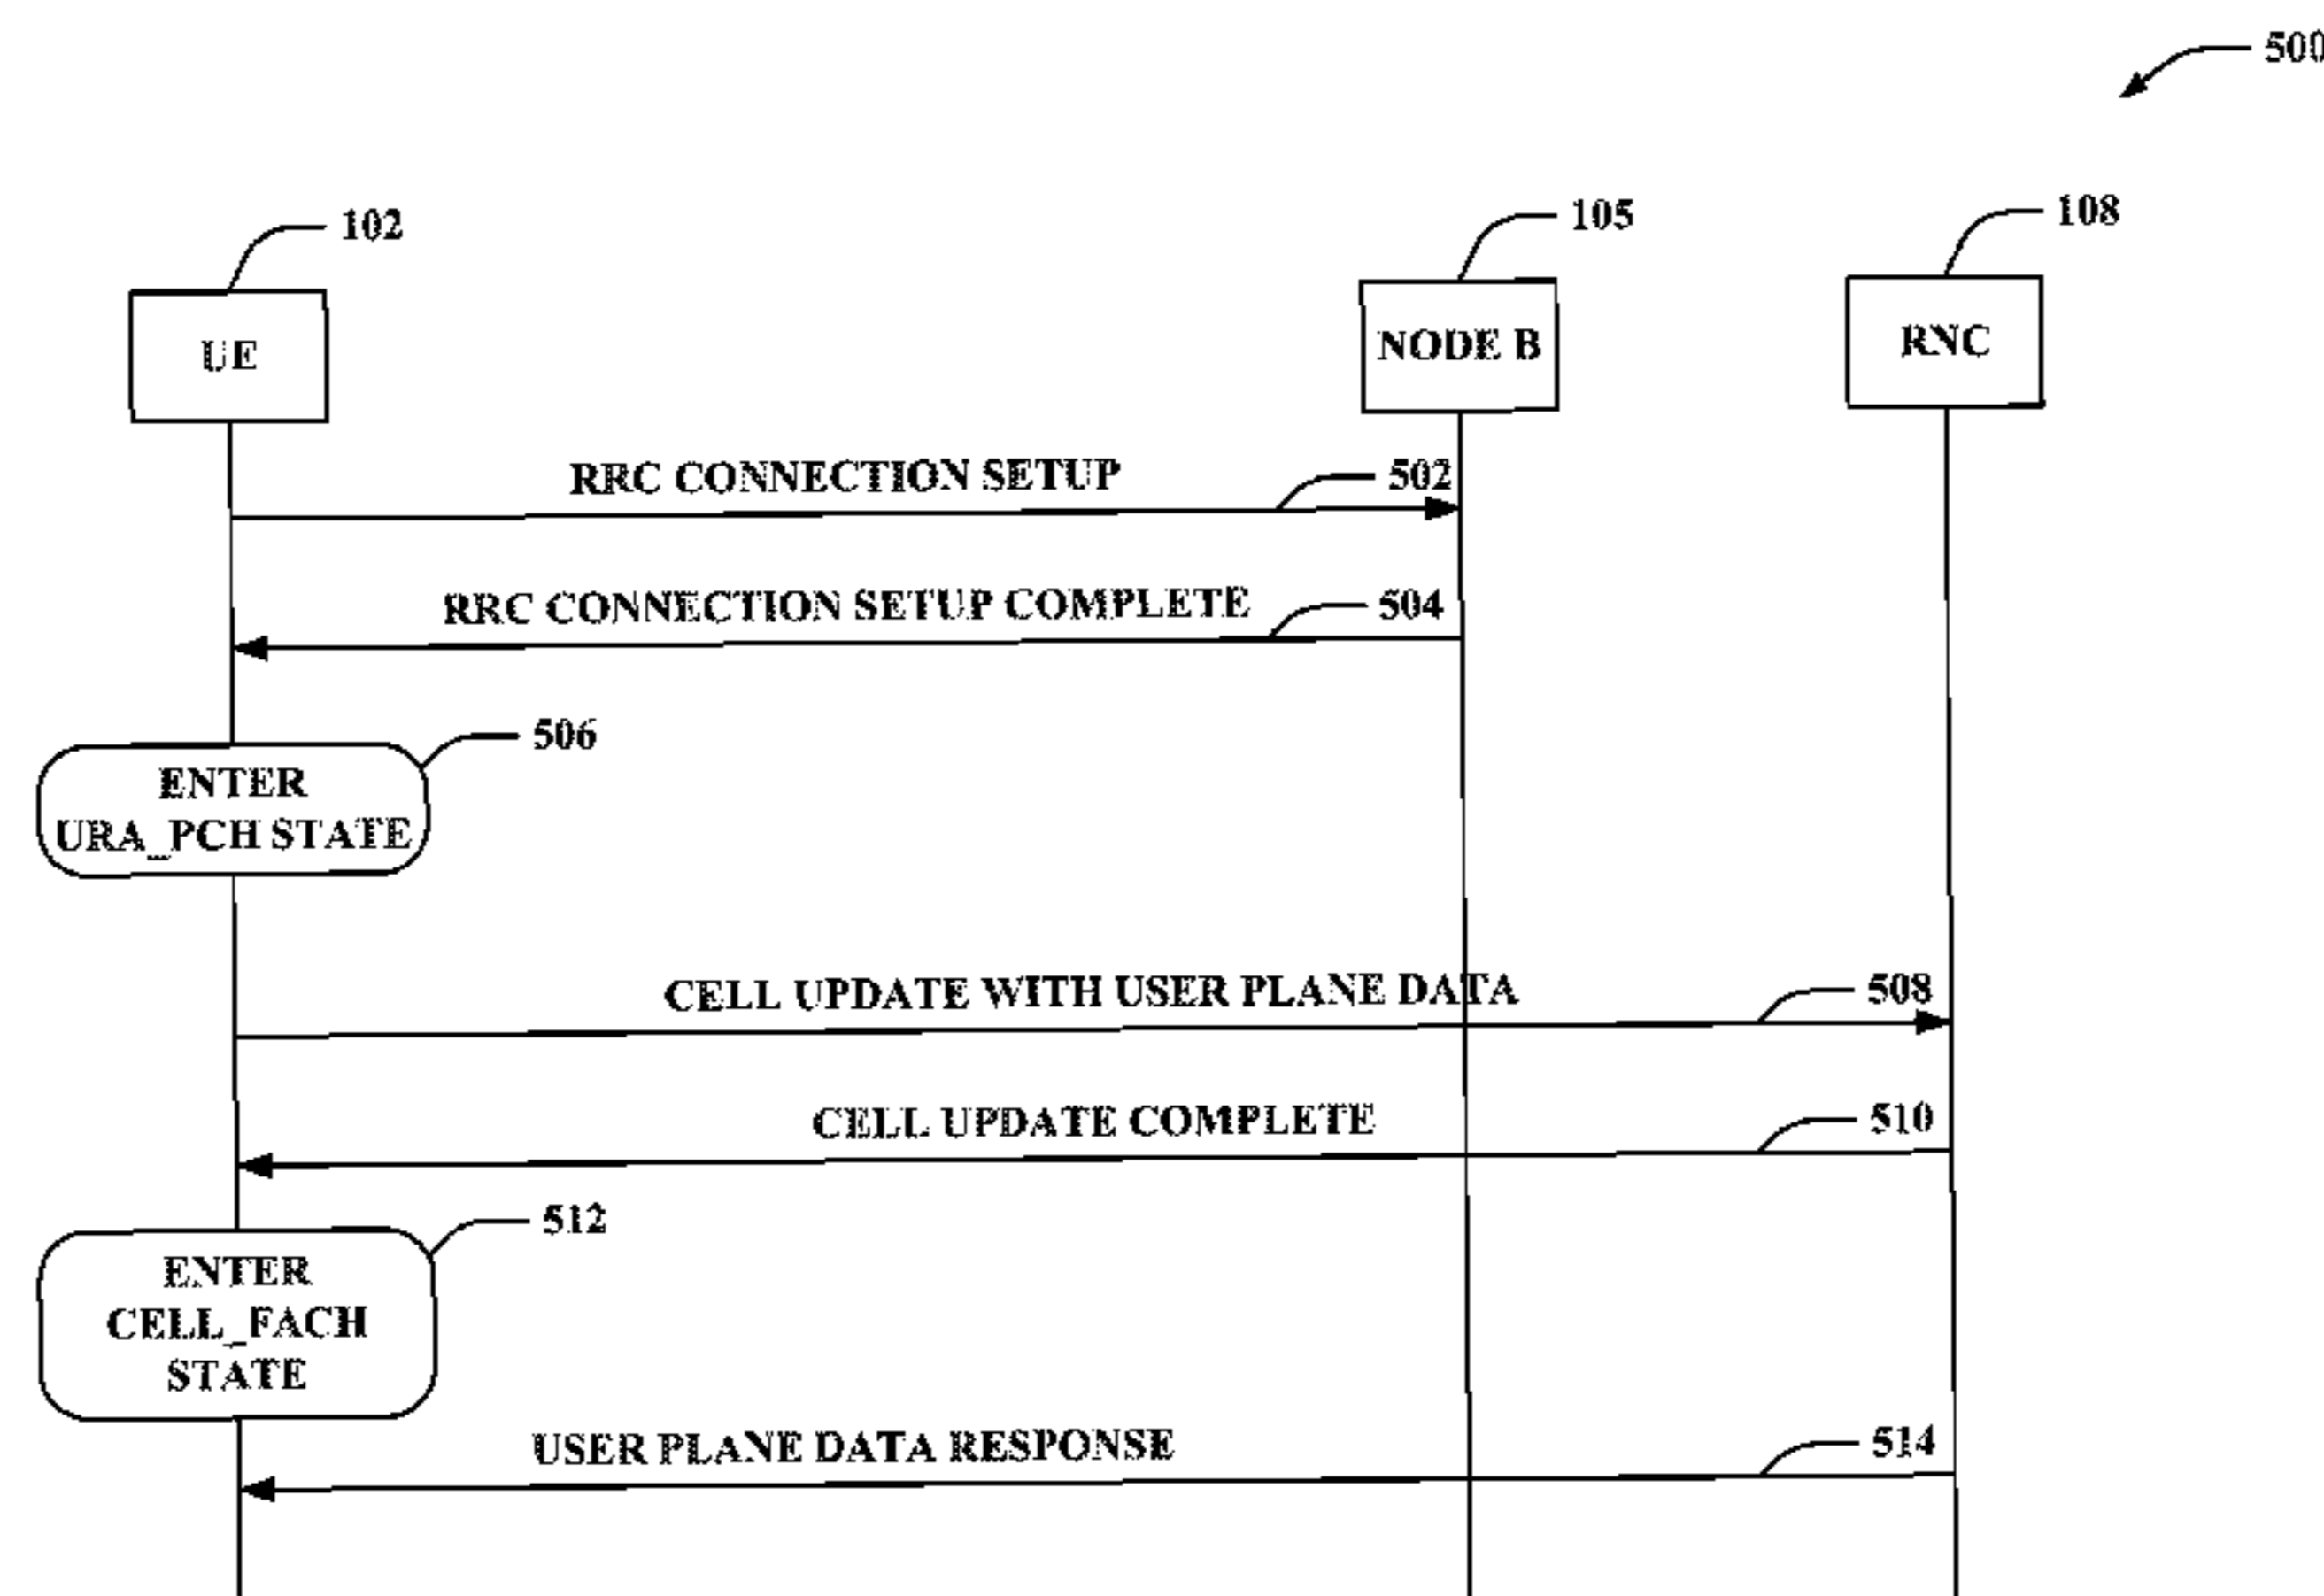 500
102
105
108
UE
NODE B
RNC
RRC CONNECTION SETUP
502
RRC CONNECTION SETUP COMPLETE
504
506
ENTER
URA_PCH STATE
CELL UPDATE WITH USER PLANE DATA
508
CELL UPDATE COMPLETE
510
512
ENTER
CELL_FACH
STATE
USER PLANE DATA RESPONSE
514